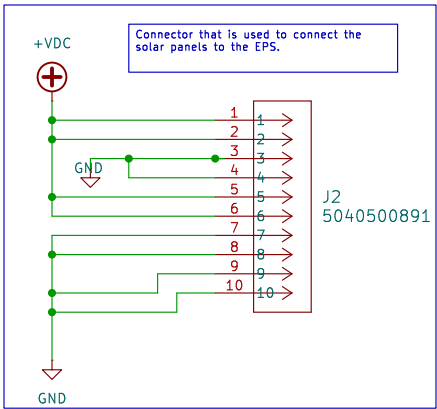 Connector that is used to connect the
solar panels to the EPS.
+VDC
1 1
2 2
3 3
GND
4 4
5 5
J2
6 6
5040500891
7 7
8 8
9 9
10 10
GND